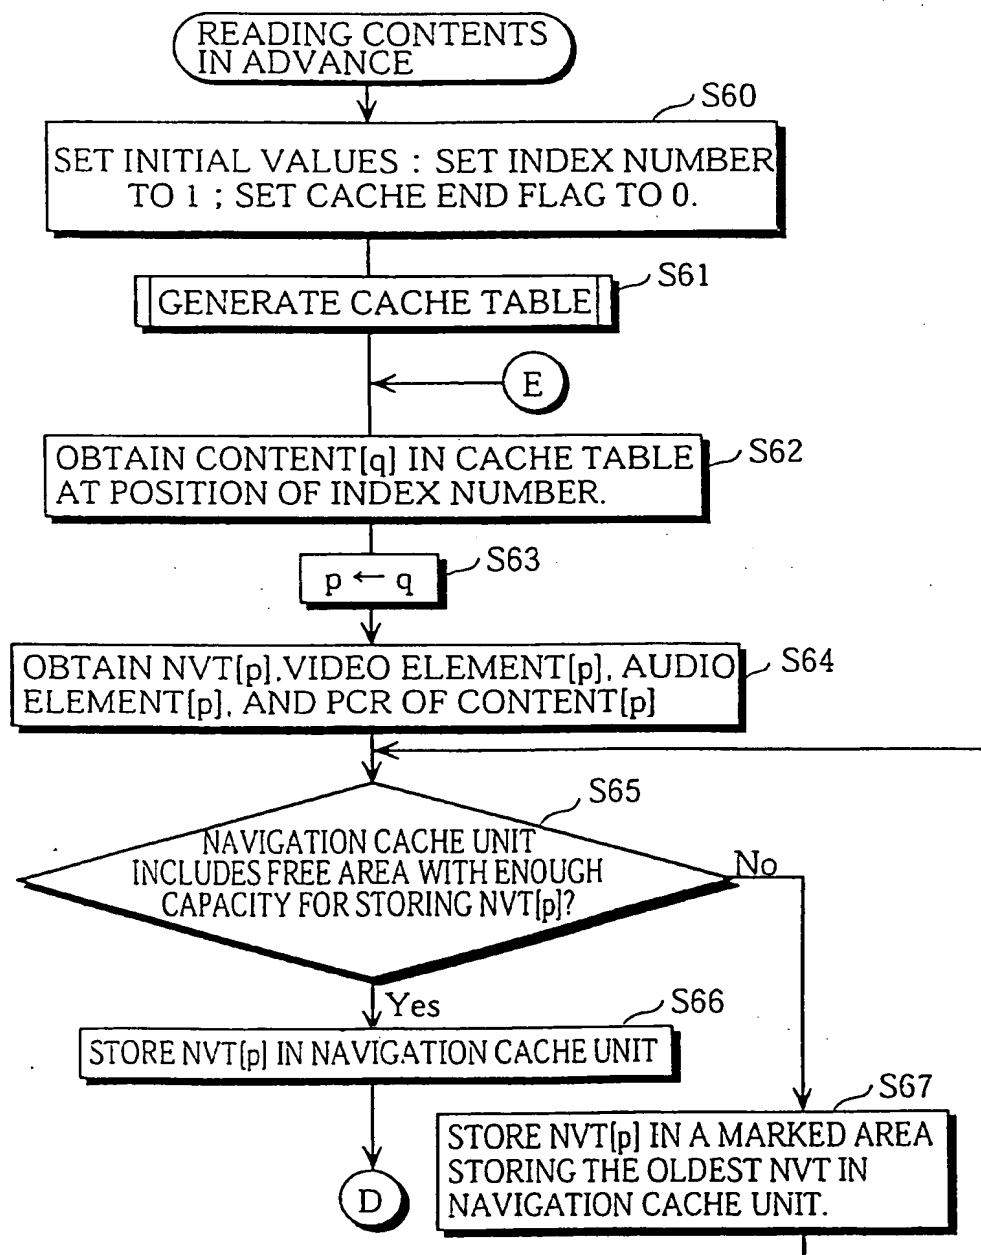 READING CONTENTS
IN ADVANCE
S60
SET INITIAL VALUES : SET INDEX NUMBER
TO 1 ; SET CACHE END FLAG TO 0.
S61
GENERATE CACHE TABLE
E
S62
OBTAIN CONTENT[q] IN CACHE TABLE
AT POSITION OF INDEX NUMBER.
S63
p ← q
S64
OBTAIN NVT[p],VIDEO ELEMENT[p], AUDIO
ELEMENT[p], AND PCR OF CONTENT[p]
S65
NAVIGATION CACHE UNIT
INCLUDES FREE AREA WITH ENOUGH
CAPACITY FOR STORING NVT[p]?
No
Yes
S66
STORE NVT[p] IN NAVIGATION CACHE UNIT
S67
STORE NVT[p] IN A MARKED AREA
STORING THE OLDEST NVT IN
NAVIGATION CACHE UNIT.
D